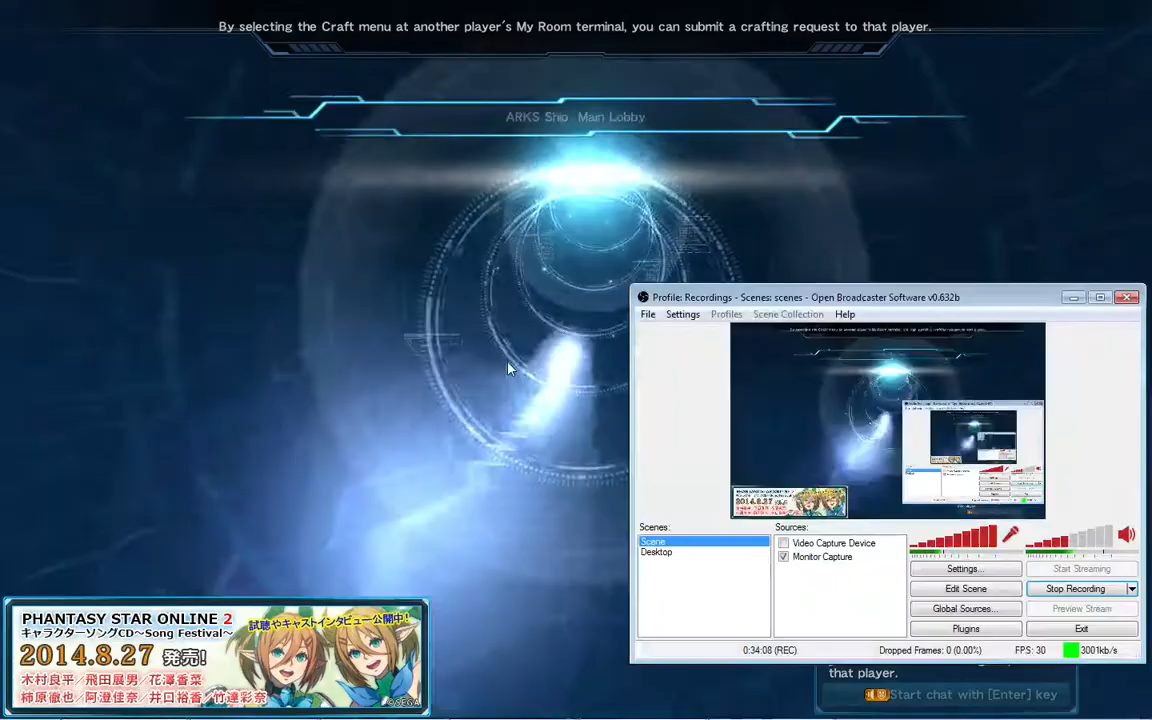 By selecting the Craft menu at another player's My Room terminal, you can submit a crafting request to that player.
ARKS Ship Main Lobby
Profile: Recordings - Scenes: scenes - Open Broadcaster Software v0.632b
File Settings Profiles Scene Collection Help
Scenes:
Sources:
Scene
Desktop
Video Capture Device
Monitor Capture
Settings...
Start Streaming
Edit Scene
Stop Recording
Global Sources...
Preview Stream
Plugins
Exit
0:34:08 (REC)
Dropped Frames: 0 (0.00%)
FPS: 30
3001kb/s
PHANTASY STAR ONLINE 2
キャラクターソングCD～Song Festival～
2014.8.27 発売!
木村良平／飛田展男／花澤香菜
柿原徹也／阿澄佳奈／井口裕香／竹達彩奈
試聴やキャストインタビュー公開中!
©SEGA
that player.
Start chat with [Enter] key